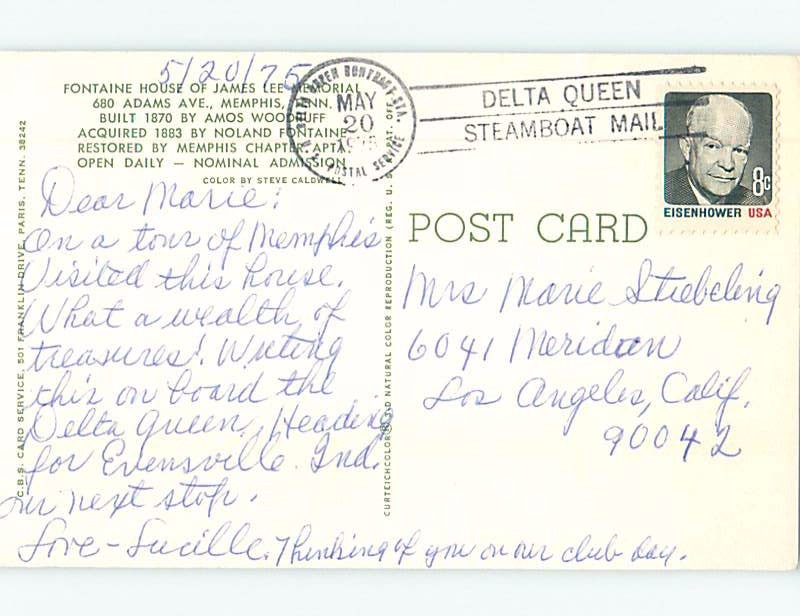 5/20/75
FONTAINE HOUSE OF JAMES LEE MEMORIAL
680 ADAMS AVE., MEMPHIS, TENN.
BUILT 1870 BY AMOS WOODRUFF
ACQUIRED 1883 BY NOLAND FONTAINE
RESTORED BY MEMPHIS CHAPTER, APTA.
OPEN DAILY — NOMINAL ADMISSION
COLOR BY STEVE CALDWELL
MAY
20
POSTAL SERVICE
DELTA QUEEN
STEAMBOAT MAIL
8c
EISENHOWER USA
POST CARD
Dear Marie:
On a tour of Memphis
Visited this house.
What a wealth of
treasures! Writing
this on board the
Delta Queen. Heading
for Evensville Ind.
our next stop.
Love - Lucille. Thinking of you on our club day.
Mrs Marie Stiebeling
6041 Meridan
Los Angeles, Calif.
90042
C.B.S. CARD SERVICE, 501 FRANKLIN DRIVE, PARIS, TENN. 38242
CURTEICHCOLOR® 3-D NATURAL COLOR REPRODUCTION (REG. U. S. PAT. OFF.